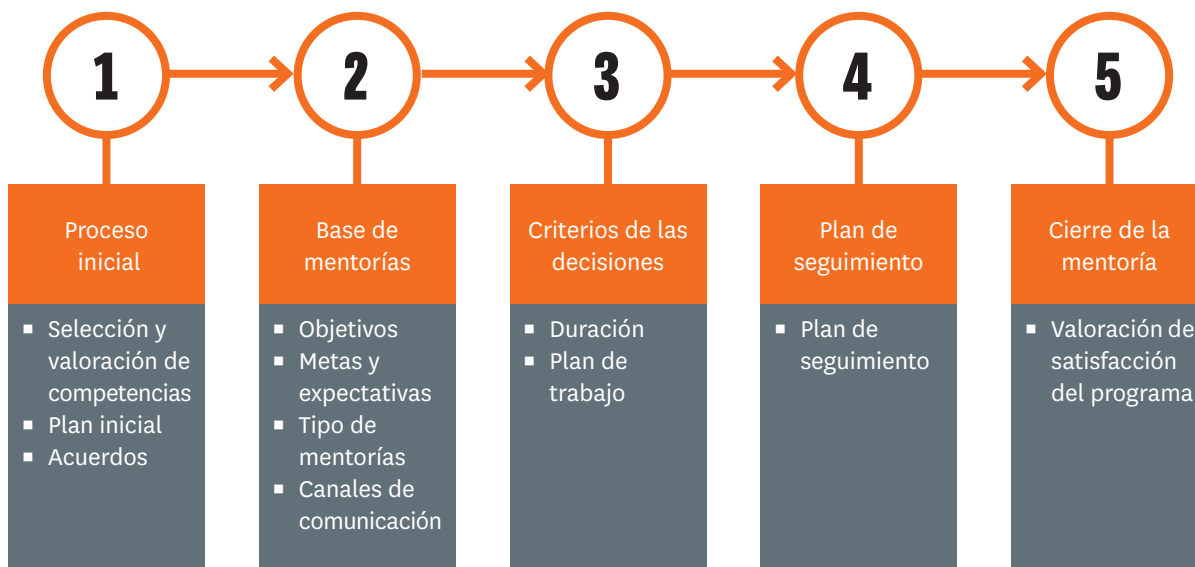 1
2
3
4
5
Proceso
inicial
■ Selección y
valoración de
competencias
■ Plan inicial
■ Acuerdos
Base de
mentorías
■ Objetivos
■ Metas y
expectativas
■ Tipo de
mentorías
■ Canales de
comunicación
Criterios de las
decisiones
■ Duración
■ Plan de
trabajo
Plan de
seguimiento
■ Plan de
seguimiento
Cierre de la
mentoría
■ Valoración de
satisfacción
del programa